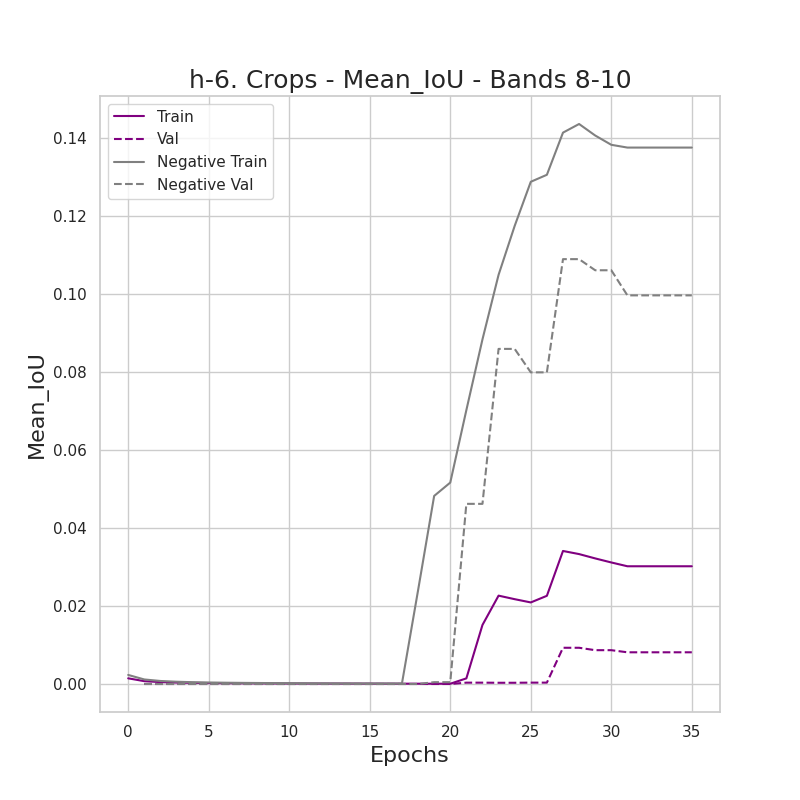 h-6. Crops - Mean_IoU - Bands 8-10
Train
Val
Negative Train
Negative Val
Mean_IoU
0.14
0.12
0.10
0.08
0.06
0.04
0.02
0.00
0 5 10 15 20 25 30 35
Epochs